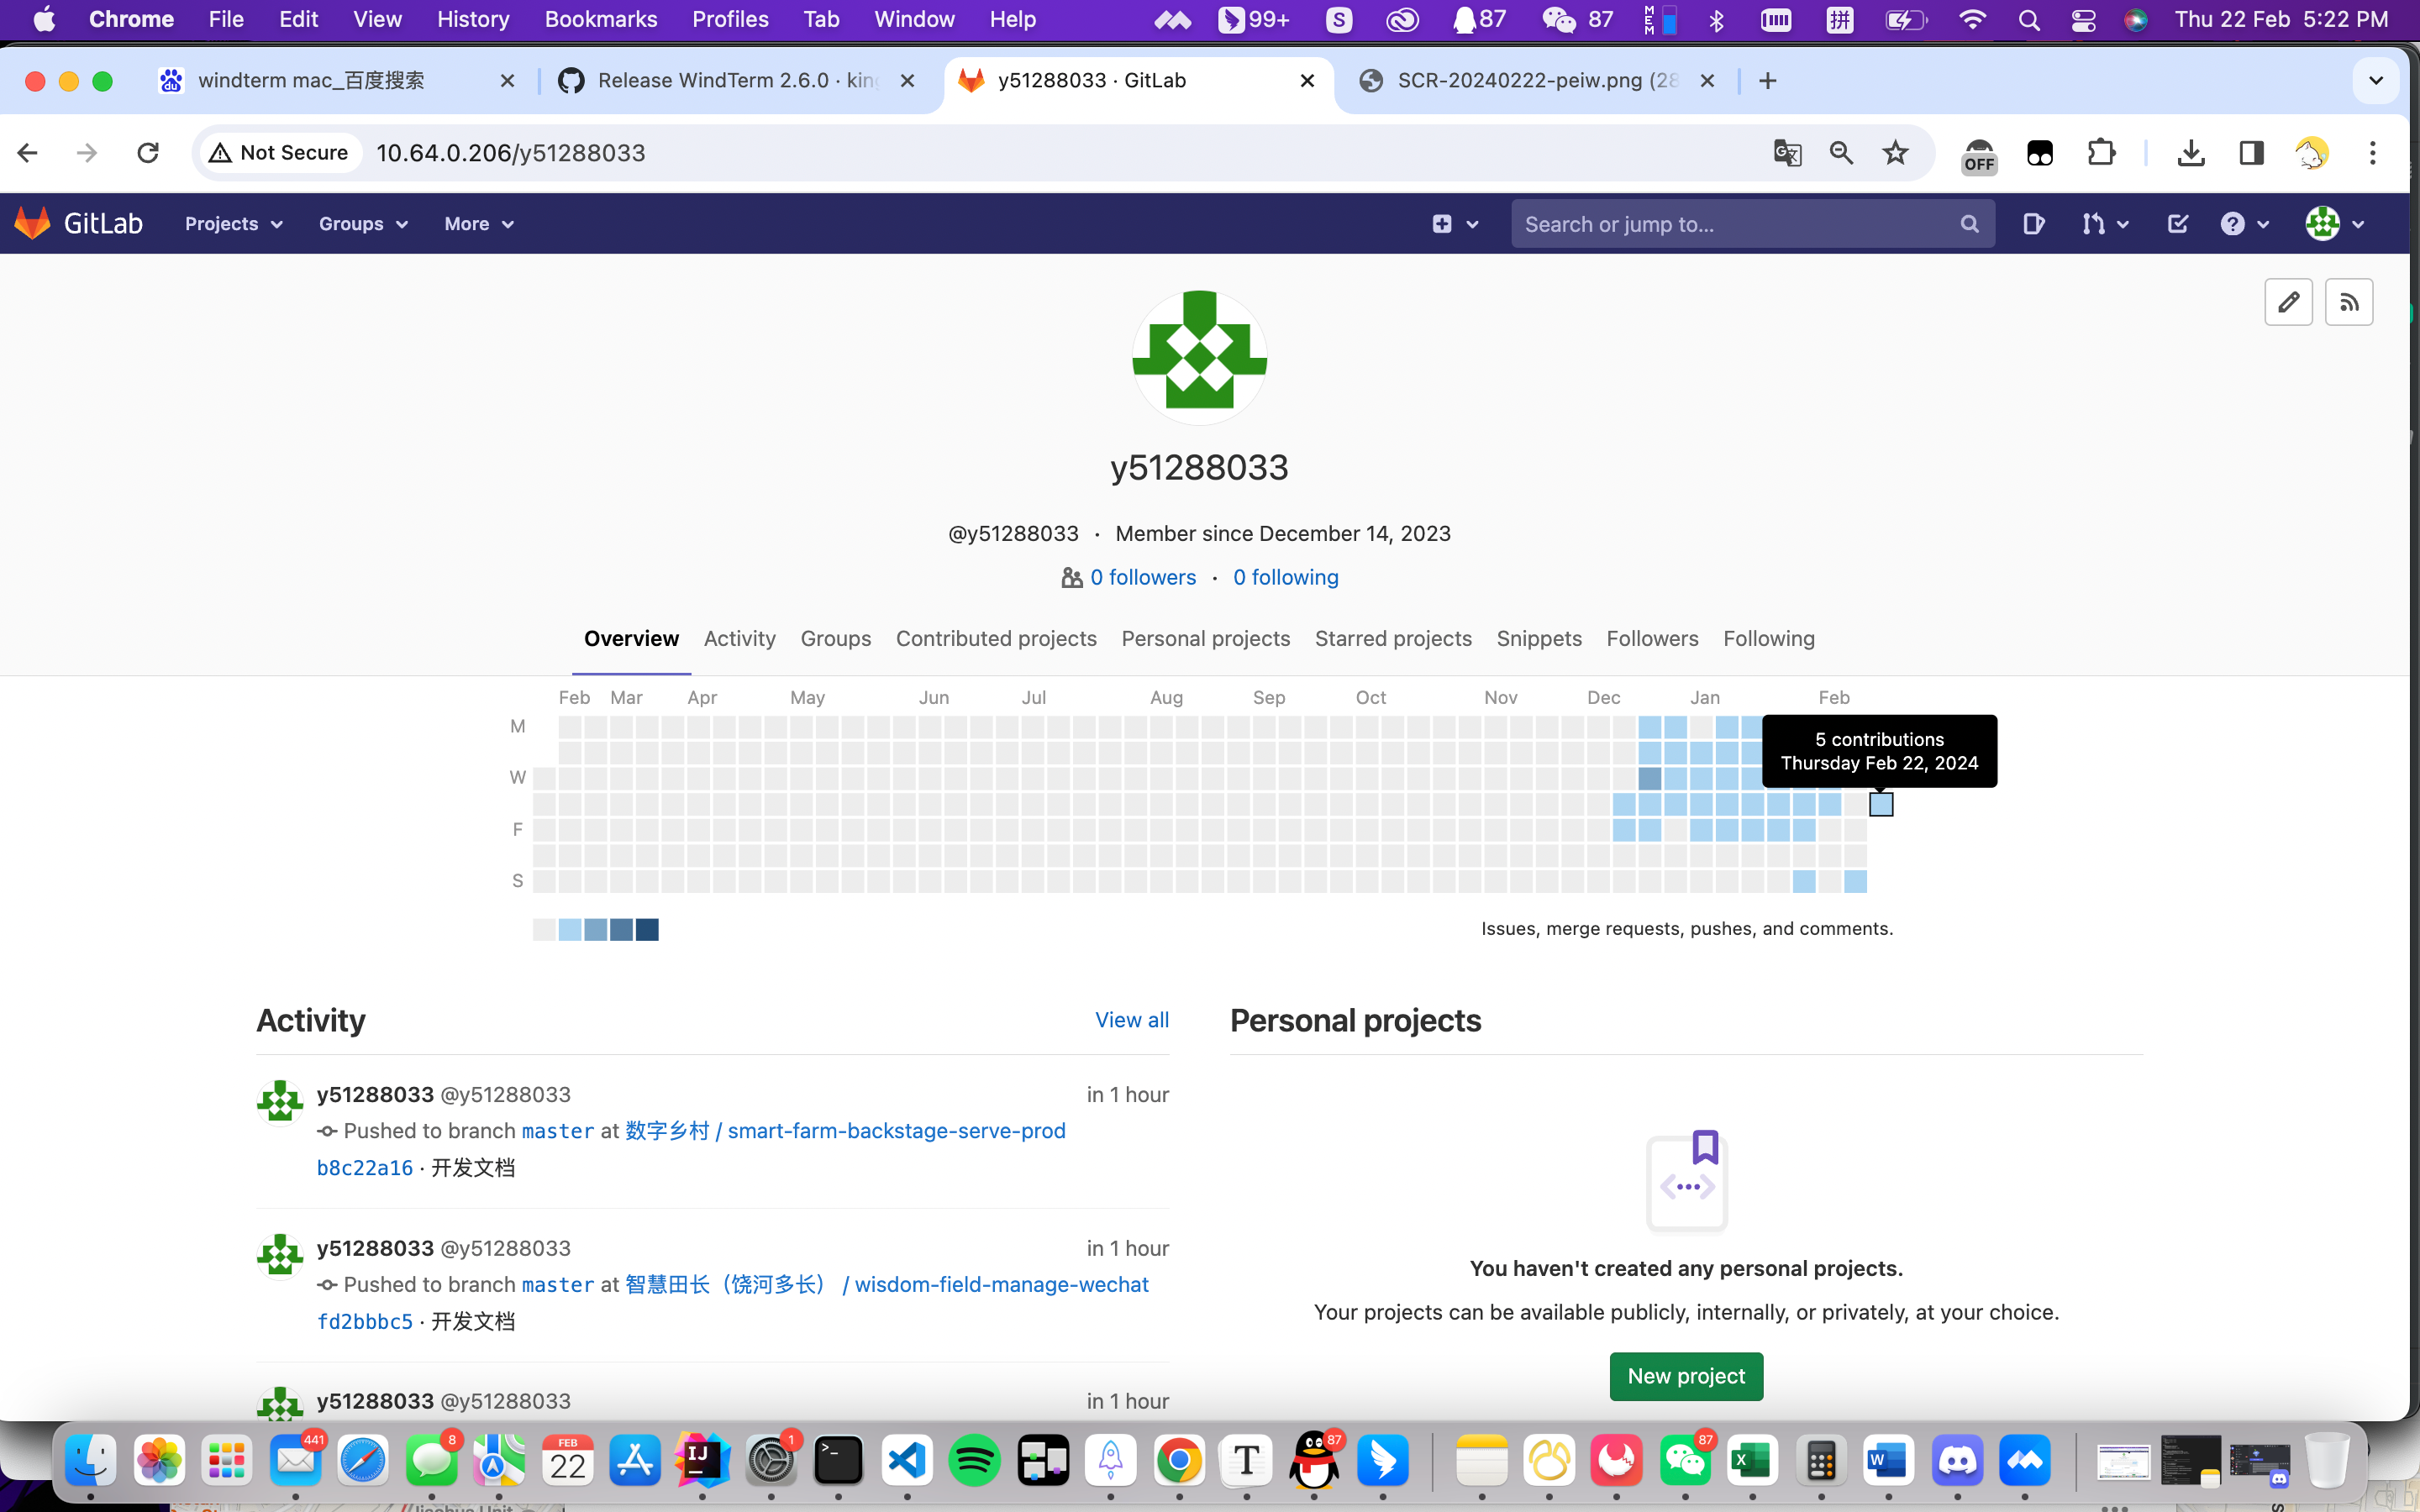 Chrome File Edit View History Bookmarks Profiles Tab Window Help 99+ S 87 87 MEM 拼 Thu 22 Feb 5:22 PM
windterm mac_百度搜索 Release WindTerm 2.6.0 · king y51288033 · GitLab SCR-20240222-peiw.png (28
Not Secure 10.64.0.206/y51288033 OFF
GitLab Projects Groups More Search or jump to...
y51288033
@y51288033 · Member since December 14, 2023
0 followers · 0 following
Overview Activity Groups Contributed projects Personal projects Starred projects Snippets Followers Following
Feb Mar Apr May Jun Jul Aug Sep Oct Nov Dec Jan Feb
M
5 contributions
Thursday Feb 22, 2024
W
F
S
Issues, merge requests, pushes, and comments.
Activity View all
y51288033 @y51288033 in 1 hour
Pushed to branch master at 数字乡村 / smart-farm-backstage-serve-prod
b8c22a16 · 开发文档
y51288033 @y51288033 in 1 hour
Pushed to branch master at 智慧田长（饶河多长） / wisdom-field-manage-wechat
fd2bbbc5 · 开发文档
y51288033 @y51288033 in 1 hour
Personal projects
You haven't created any personal projects.
Your projects can be available publicly, internally, or privately, at your choice.
New project
441 8 FEB 22 IJ 1 >_ T 87 87 X W